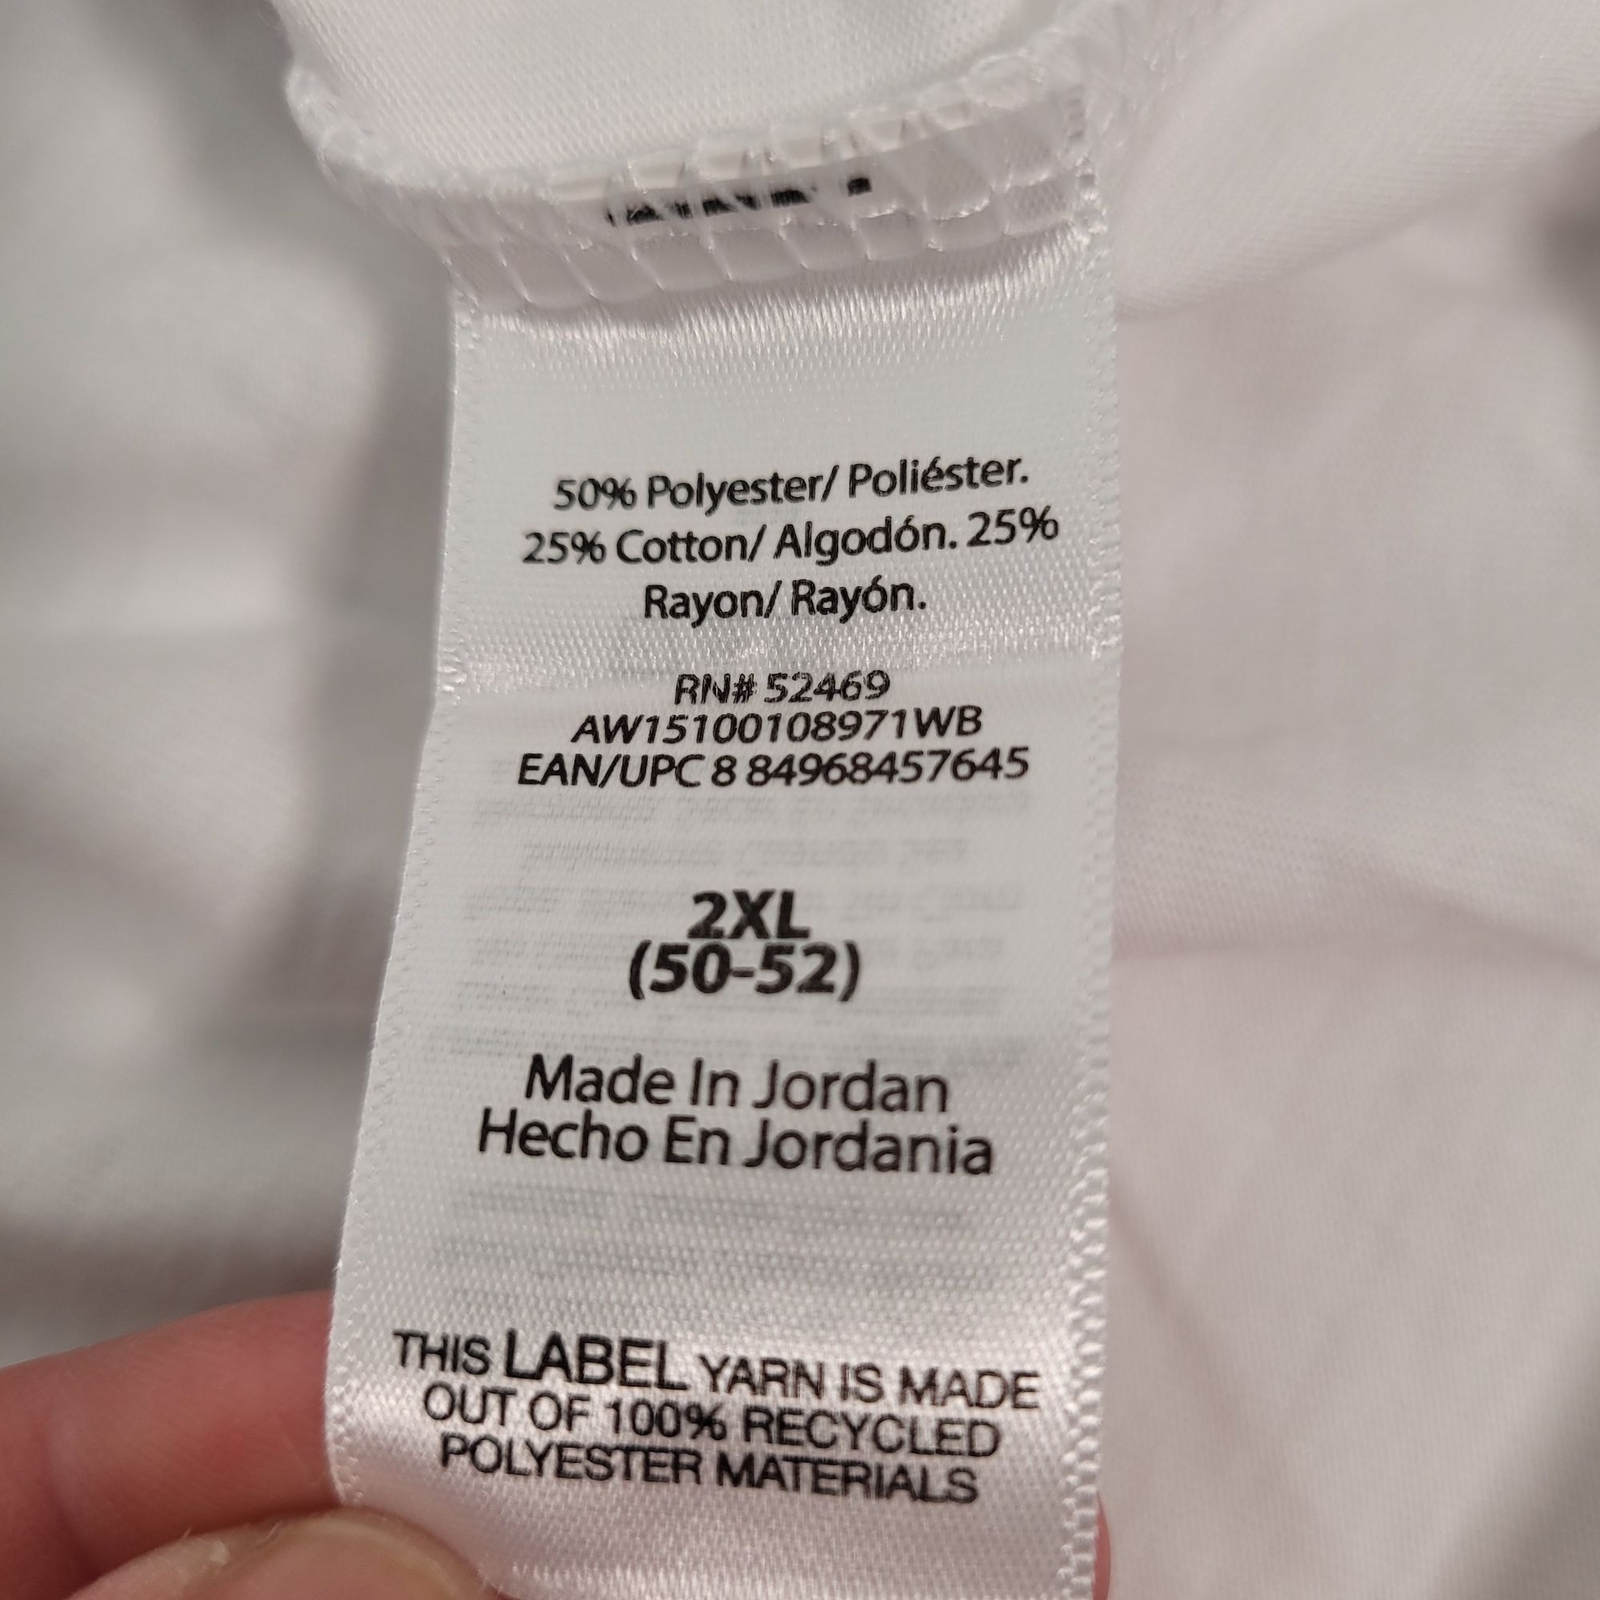 50% Polyester/ Poliéster.
25% Cotton/ Algodón. 25%
Rayon/ Rayón.
RN# 52469
AW15100108971WB
EAN/UPC 8 84968457645
2XL
(50-52)
Made In Jordan
Hecho En Jordania
THIS LABEL YARN IS MADE
OUT OF 100% RECYCLED
POLYESTER MATERIALS